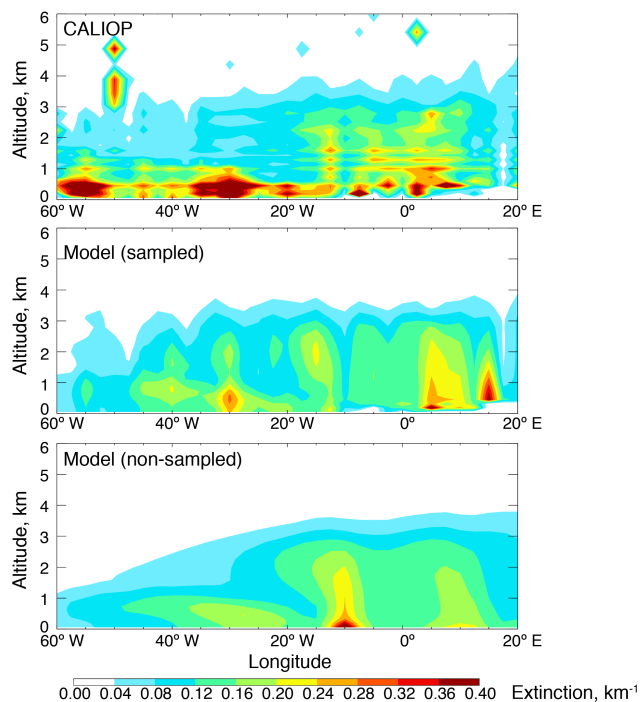 CALIOP
6
5
4
3
2
1
0
Altitude, km
60° W 40° W 20° W 0° 20° E
Model (sampled)
6
5
4
3
2
1
0
Altitude, km
60° W 40° W 20° W 0° 20° E
Model (non-sampled)
6
5
4
3
2
1
0
Altitude, km
60° W 40° W 20° W 0° 20° E
Longitude
0.00 0.04 0.08 0.12 0.16 0.20 0.24 0.28 0.32 0.36 0.40 Extinction, km⁻¹